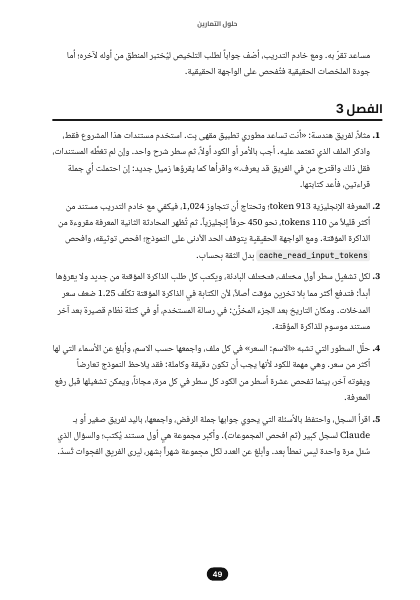 حلول التمارين
مساعد تقرّ به. ومع خادم التدريب، أضف جواباً لطلب التلخيص ليُختبر المنطق من أوله لآخره؛ أما
جودة الملخصات الحقيقية فتُفحص على الواجهة الحقيقية.
الفصل 3
1. مثلاً، لفريق هندسة: «أنت تساعد مطوري تطبيق مقهى بت. استخدم مستندات هذا المشروع فقط،
واذكر الملف الذي تعتمد عليه. أجب بالأمر أو الكود أولاً، ثم سطر شرح واحد. وإن لم تغطّه المستندات،
فقل ذلك واقترح من في الفريق قد يعرف.» واقرأها كما يقرؤها زميل جديد: إن احتملت أي جملة
قراءتين، فأعد كتابتها.
2. المعرفة الإنجليزية 913 token؛ وتحتاج أن تتجاوز 1,024، فيكفي مع خادم التدريب مستند من
أكثر قليلاً من 110 tokens، نحو 450 حرفاً إنجليزياً. ثم تُظهر المحادثة الثانية المعرفة مقروءة من
الذاكرة المؤقتة. ومع الواجهة الحقيقية يتوقف الحد الأدنى على النموذج؛ افحص توثيقه، وافحص
cache_read_input_tokens بدل الثقة بحساب.
3. لكل تشغيل سطر أول مختلف، فتختلف البادئة، ويكتب كل طلب الذاكرة المؤقتة من جديد ولا يقرؤها
أبداً: فتدفع أكثر مما بلا تخزين مؤقت أصلاً، لأن الكتابة في الذاكرة المؤقتة تكلّف 1.25 ضعف سعر
المدخلات. ومكان التاريخ بعد الجزء المخزّن: في رسالة المستخدم، أو في كتلة نظام قصيرة بعد آخر
مستند موسوم للذاكرة المؤقتة.
4. حلّل السطور التي تشبه «الاسم: السعر» في كل ملف، واجمعها حسب الاسم، وأبلغ عن الأسماء التي لها
أكثر من سعر. وهي مهمة للكود لأنها يجب أن تكون دقيقة وكاملة: فقد يلاحظ النموذج تعارضاً
ويفوته آخر، بينما تفحص عشرة أسطر من الكود كل سطر في كل مرة، مجاناً، ويمكن تشغيلها قبل رفع
المعرفة.
5. اقرأ السجل، واحتفظ بالأسئلة التي يحوي جوابها جملة الرفض، واجمعها، باليد لفريق صغير أو بـ
Claude لسجل كبير (ثم افحص المجموعات). وأكبر مجموعة هي أول مستند يُكتب؛ والسؤال الذي
سُئل مرة واحدة ليس نمطاً بعد. وأبلغ عن العدد لكل مجموعة شهراً بشهر، ليرى الفريق الفجوات تُسدّ.
49